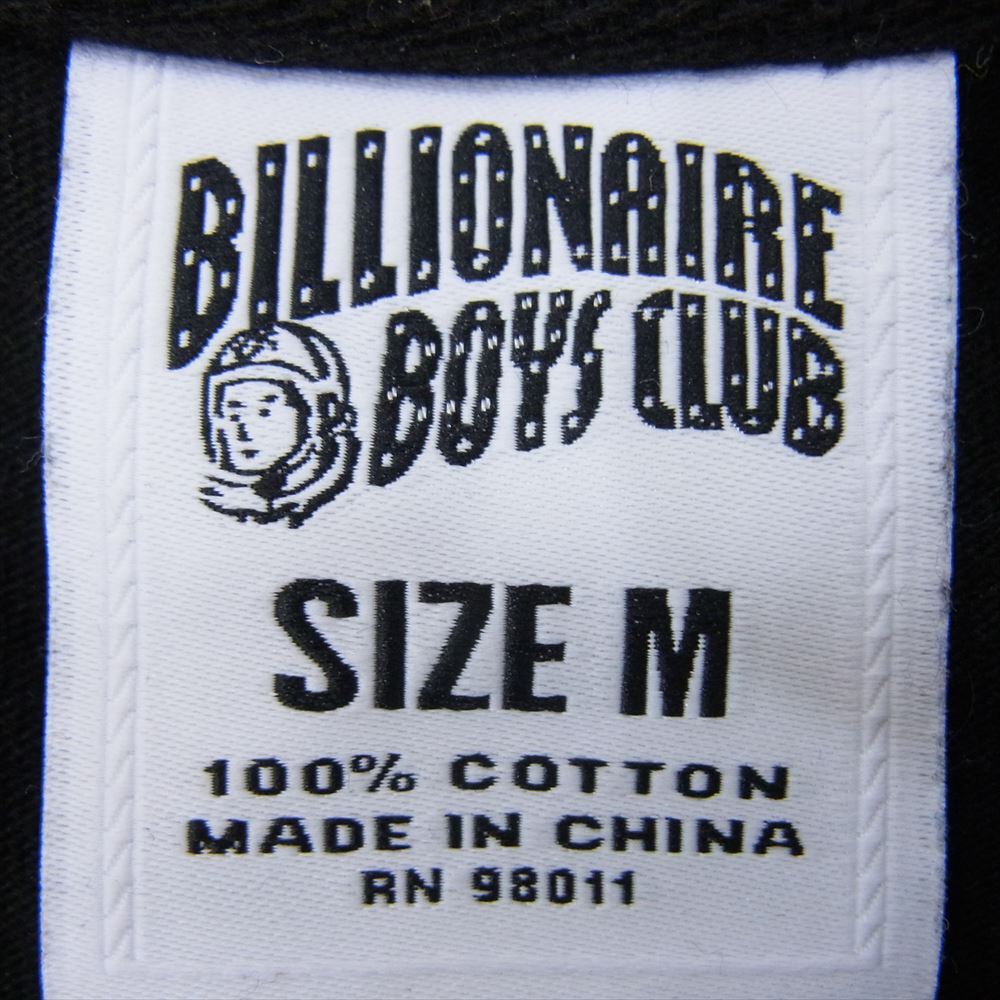 BILLIONAIRE
BOYS CLUB
SIZE M
100% COTTON
MADE IN CHINA
RN 98011